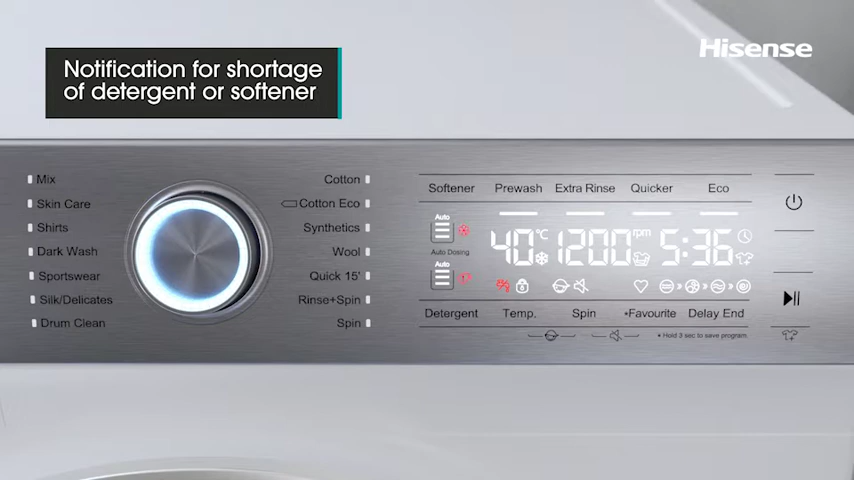 Hisense
Notification for shortage
of detergent or softener
Mix
Skin Care
Shirts
Dark Wash
Sportswear
Silk/Delicates
Drum Clean
Cotton
Cotton Eco
Synthetics
Wool
Quick 15'
Rinse+Spin
Spin
Softener Prewash Extra Rinse Quicker Eco
Auto
Auto Dosing
Auto
40°C 1200 rpm 5:36
Detergent Temp. Spin *Favourite Delay End
* Hold 3 sec to save program